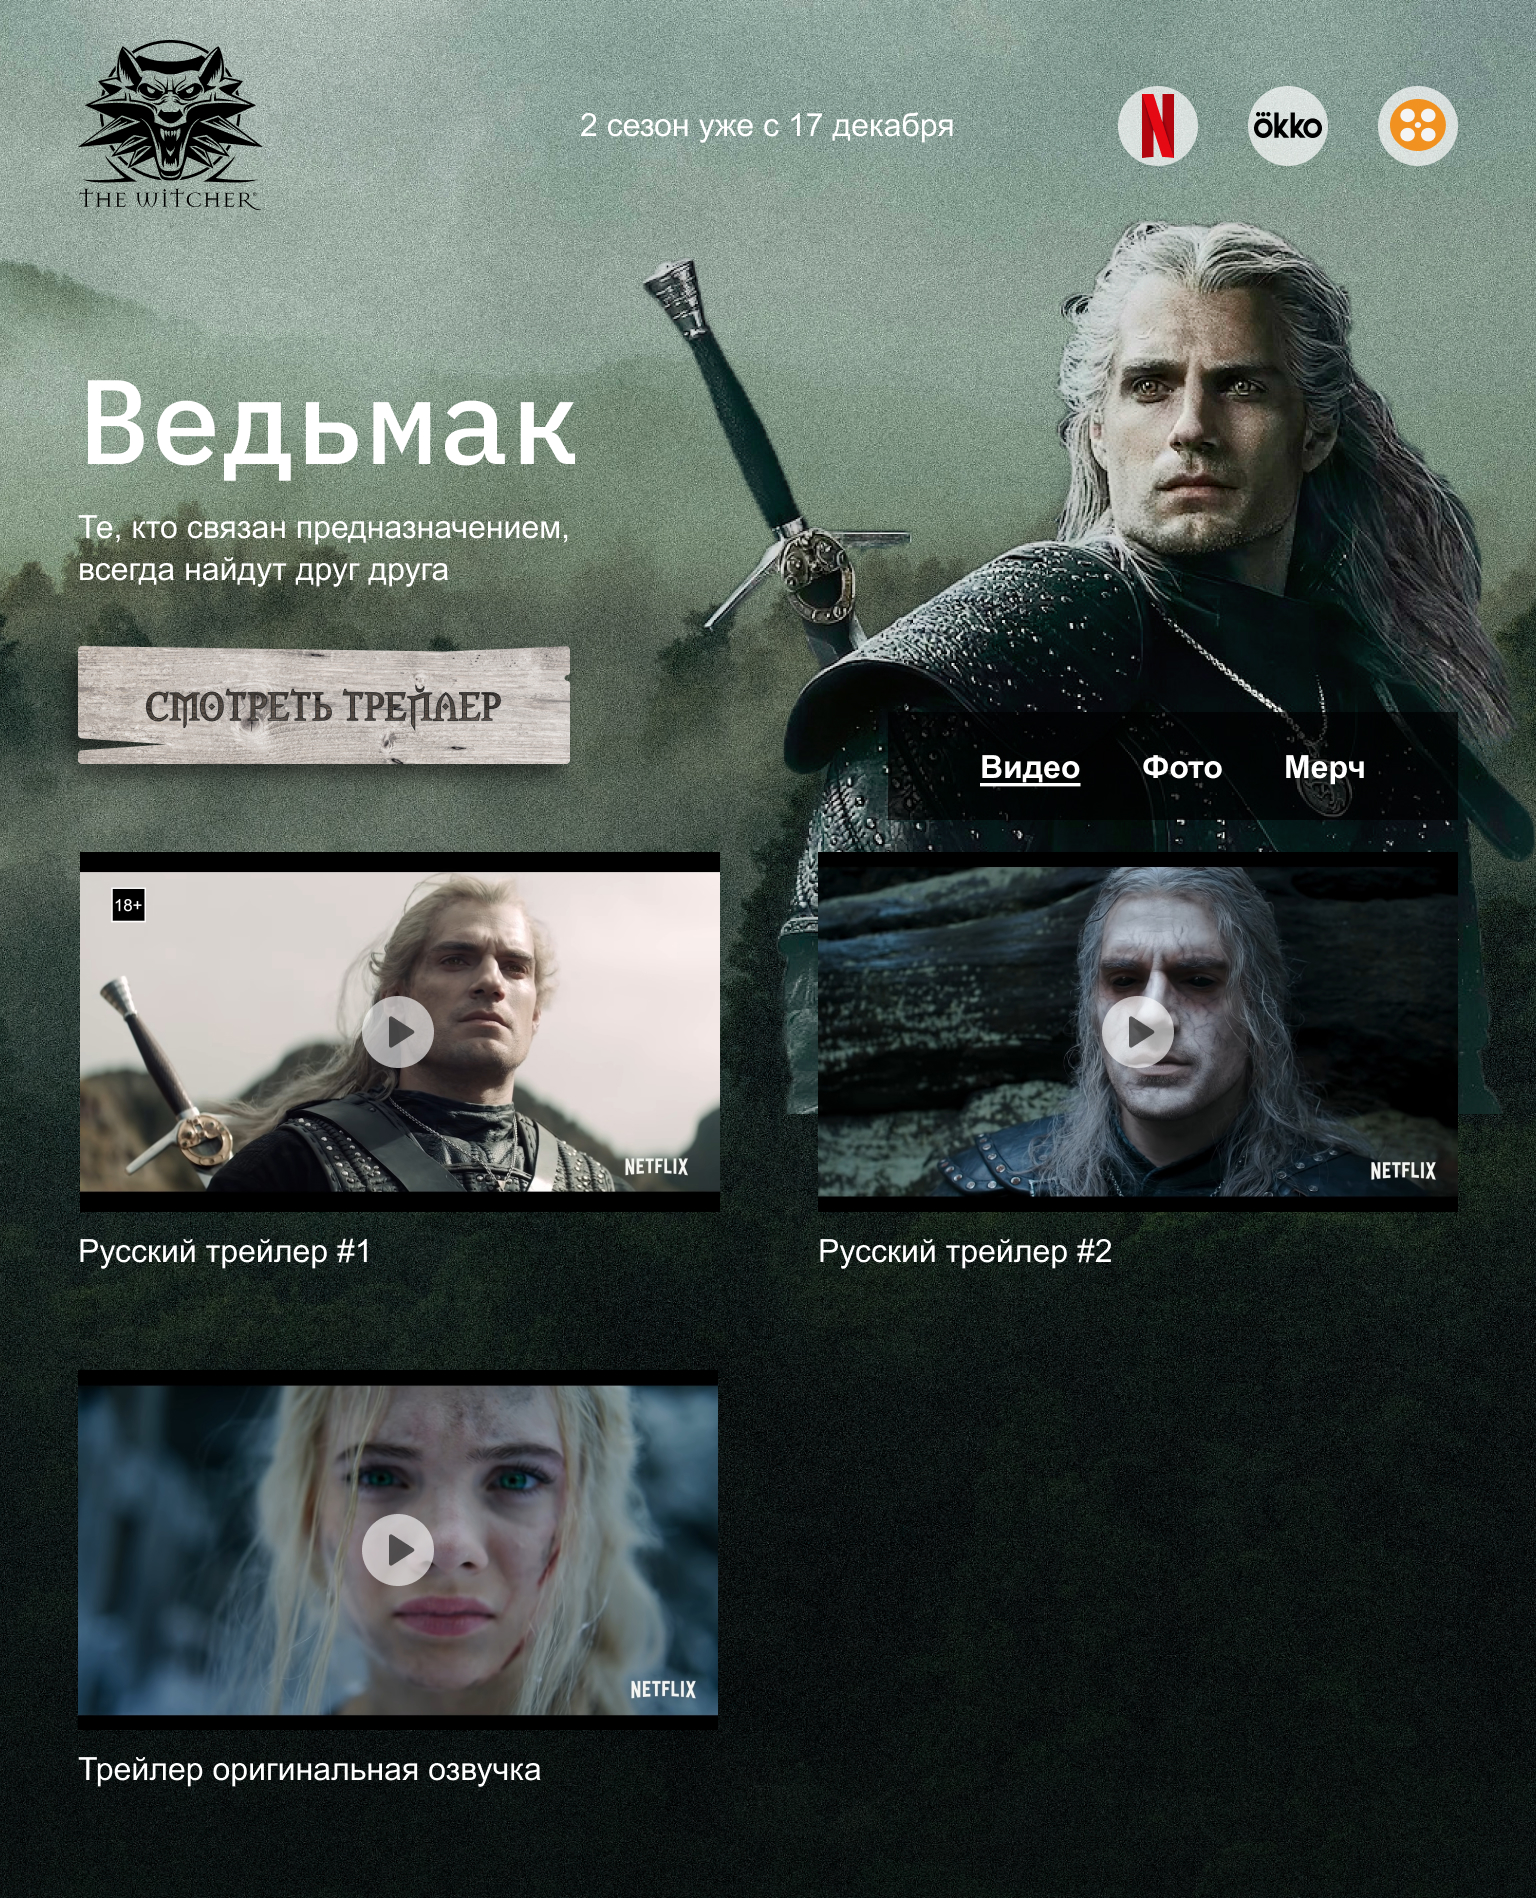 THE WITCHER
2 сезон уже с 17 декабря
N
ökko
Ведьмак
Те, кто связан предназначением,
всегда найдут друг друга
СМОТРЕТЬ ТРЕЙЛЕР
Видео Фото Мерч
18+
NETFLIX
NETFLIX
Русский трейлер #1
Русский трейлер #2
NETFLIX
Трейлер оригинальная озвучка